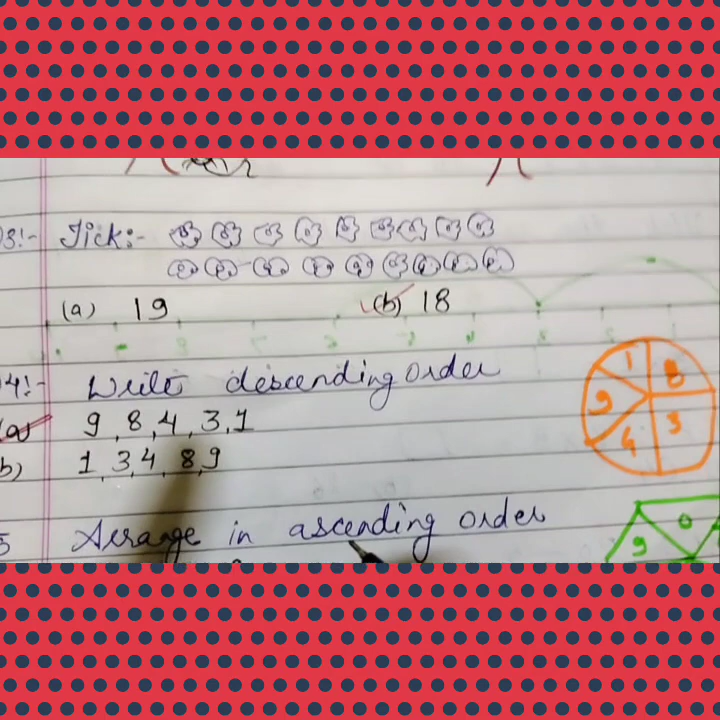 3:- Tick:-
(a) 19 (b) 18
4:- Write descending order
(a) 9, 8, 4, 3, 1
b) 1, 3, 4, 8, 9
1 8
9 3
4
5 Arrange in ascending order
9 0